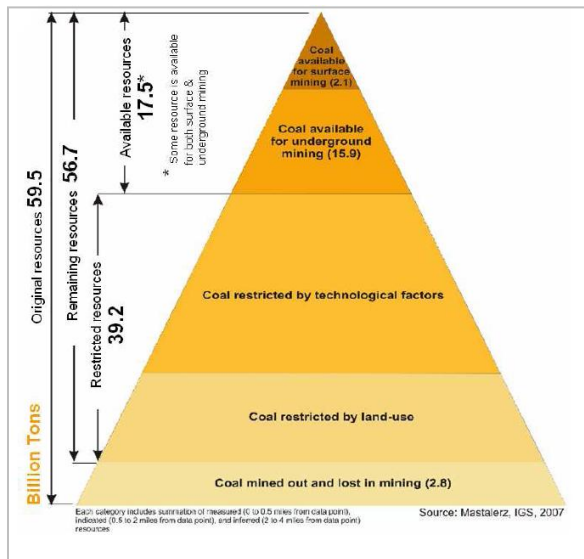 Billion Tons
Original resources 59.5
Remaining resources 56.7
Available resources
17.5*
* Some resource is available
for both surface &
underground mining
Restricted resources
39.2
Coal
available
for surface
mining (2.1)
Coal available
for underground
mining (15.9)
Coal restricted by technological factors
Coal restricted by land-use
Coal mined out and lost in mining (2.8)
Each category includes summation of measured (0 to 0.5 miles from data point),
indicated (0.5 to 2 miles from data point), and inferred (2 to 4 miles from data point)
resources
Source: Mastalerz, IGS, 2007